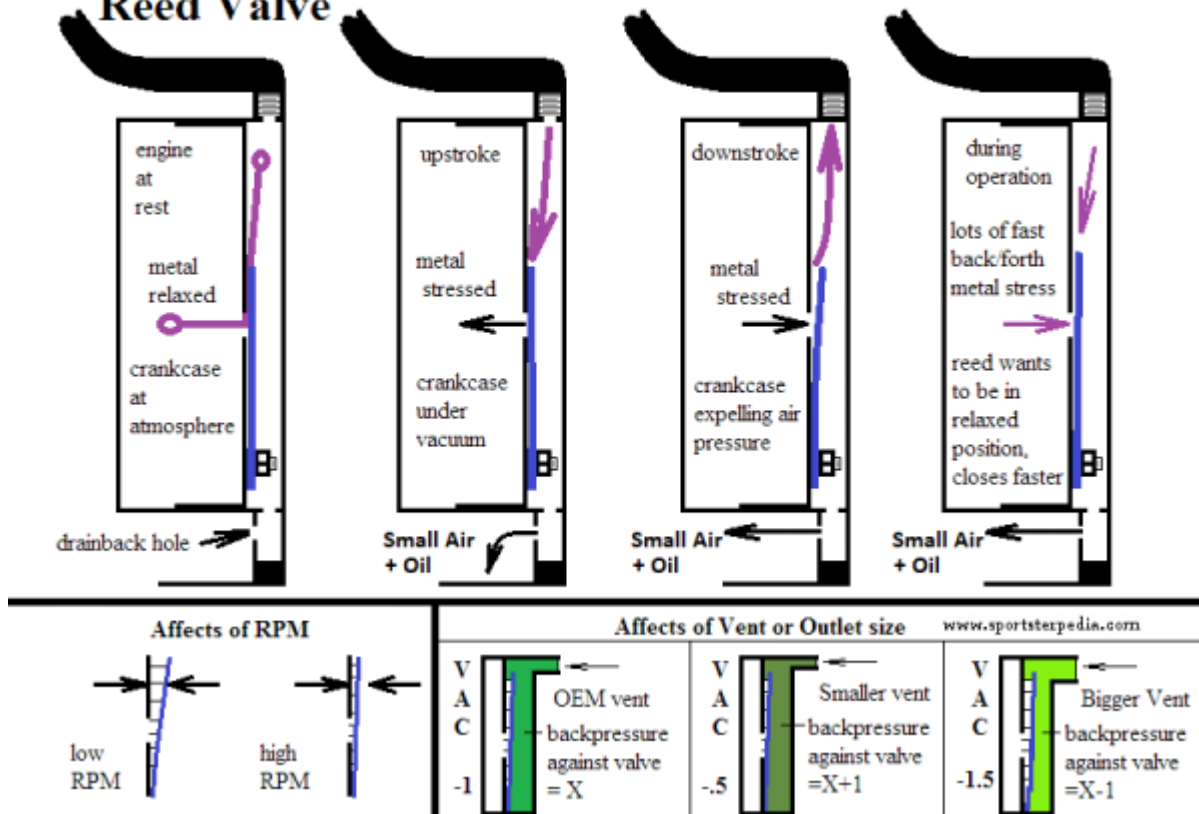 Reed Valve
engine
at
rest
metal
relaxed
crankcase
at
atmosphere
drainback hole
upstroke
metal
stressed
crankcase
under
vacuum
Small Air
+ Oil
downstroke
metal
stressed
crankcase
expelling air
pressure
Small Air
+ Oil
during
operation
lots of fast
back/forth
metal stress
reed wants
to be in
relaxed
position,
closes faster
Small Air
+ Oil
Affects of RPM
low
RPM
high
RPM
Affects of Vent or Outlet size
www.sportsterpedia.com
V
A
C
-1
OEM vent
backpressure
against valve
= X
V
A
C
-.5
Smaller vent
backpressure
against valve
=X+1
V
A
C
-1.5
Bigger Vent
backpressure
against valve
=X-1